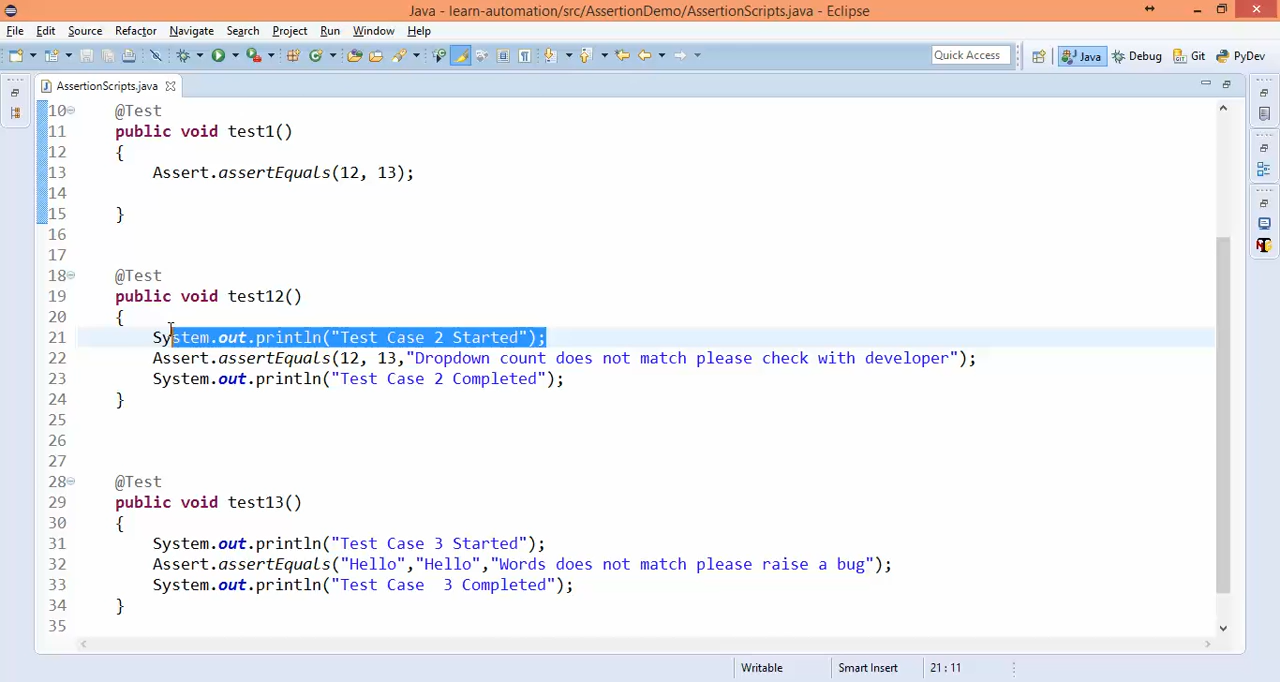 Java - learn-automation/src/AssertionDemo/AssertionScripts.java - Eclipse
File Edit Source Refactor Navigate Search Project Run Window Help
Quick Access Java Debug Git PyDev
AssertionScripts.java
10 @Test
11 public void test1()
12 {
13 Assert.assertEquals(12, 13);
14
15 }
16
17
18 @Test
19 public void test12()
20 {
21 System.out.println("Test Case 2 Started");
22 Assert.assertEquals(12, 13,"Dropdown count does not match please check with developer");
23 System.out.println("Test Case 2 Completed");
24 }
25
26
27
28 @Test
29 public void test13()
30 {
31 System.out.println("Test Case 3 Started");
32 Assert.assertEquals("Hello","Hello","Words does not match please raise a bug");
33 System.out.println("Test Case  3 Completed");
34 }
35
Writable Smart Insert 21 : 11